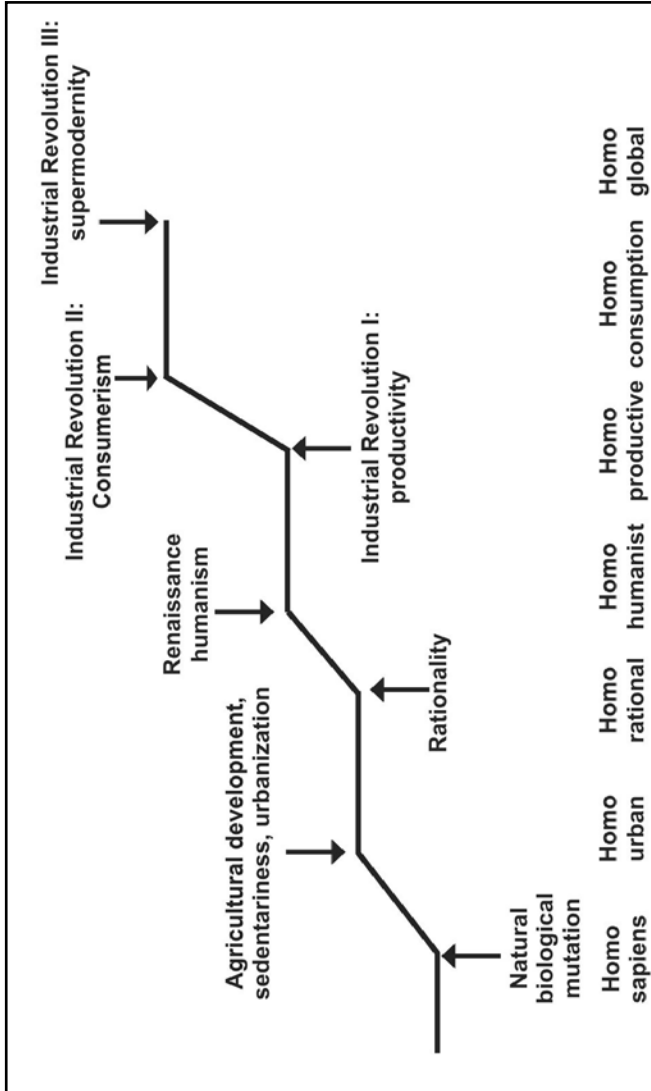 Industrial Revolution III:
supermodernity
Industrial Revolution II:
Consumerism
Renaissance
humanism
Agricultural development,
sedentariness, urbanization
Industrial Revolution I:
productivity
Rationality
Natural
biological
mutation
Homo
sapiens
Homo
urban
Homo
rational
Homo
humanist
Homo
productive
Homo
consumption
Homo
global